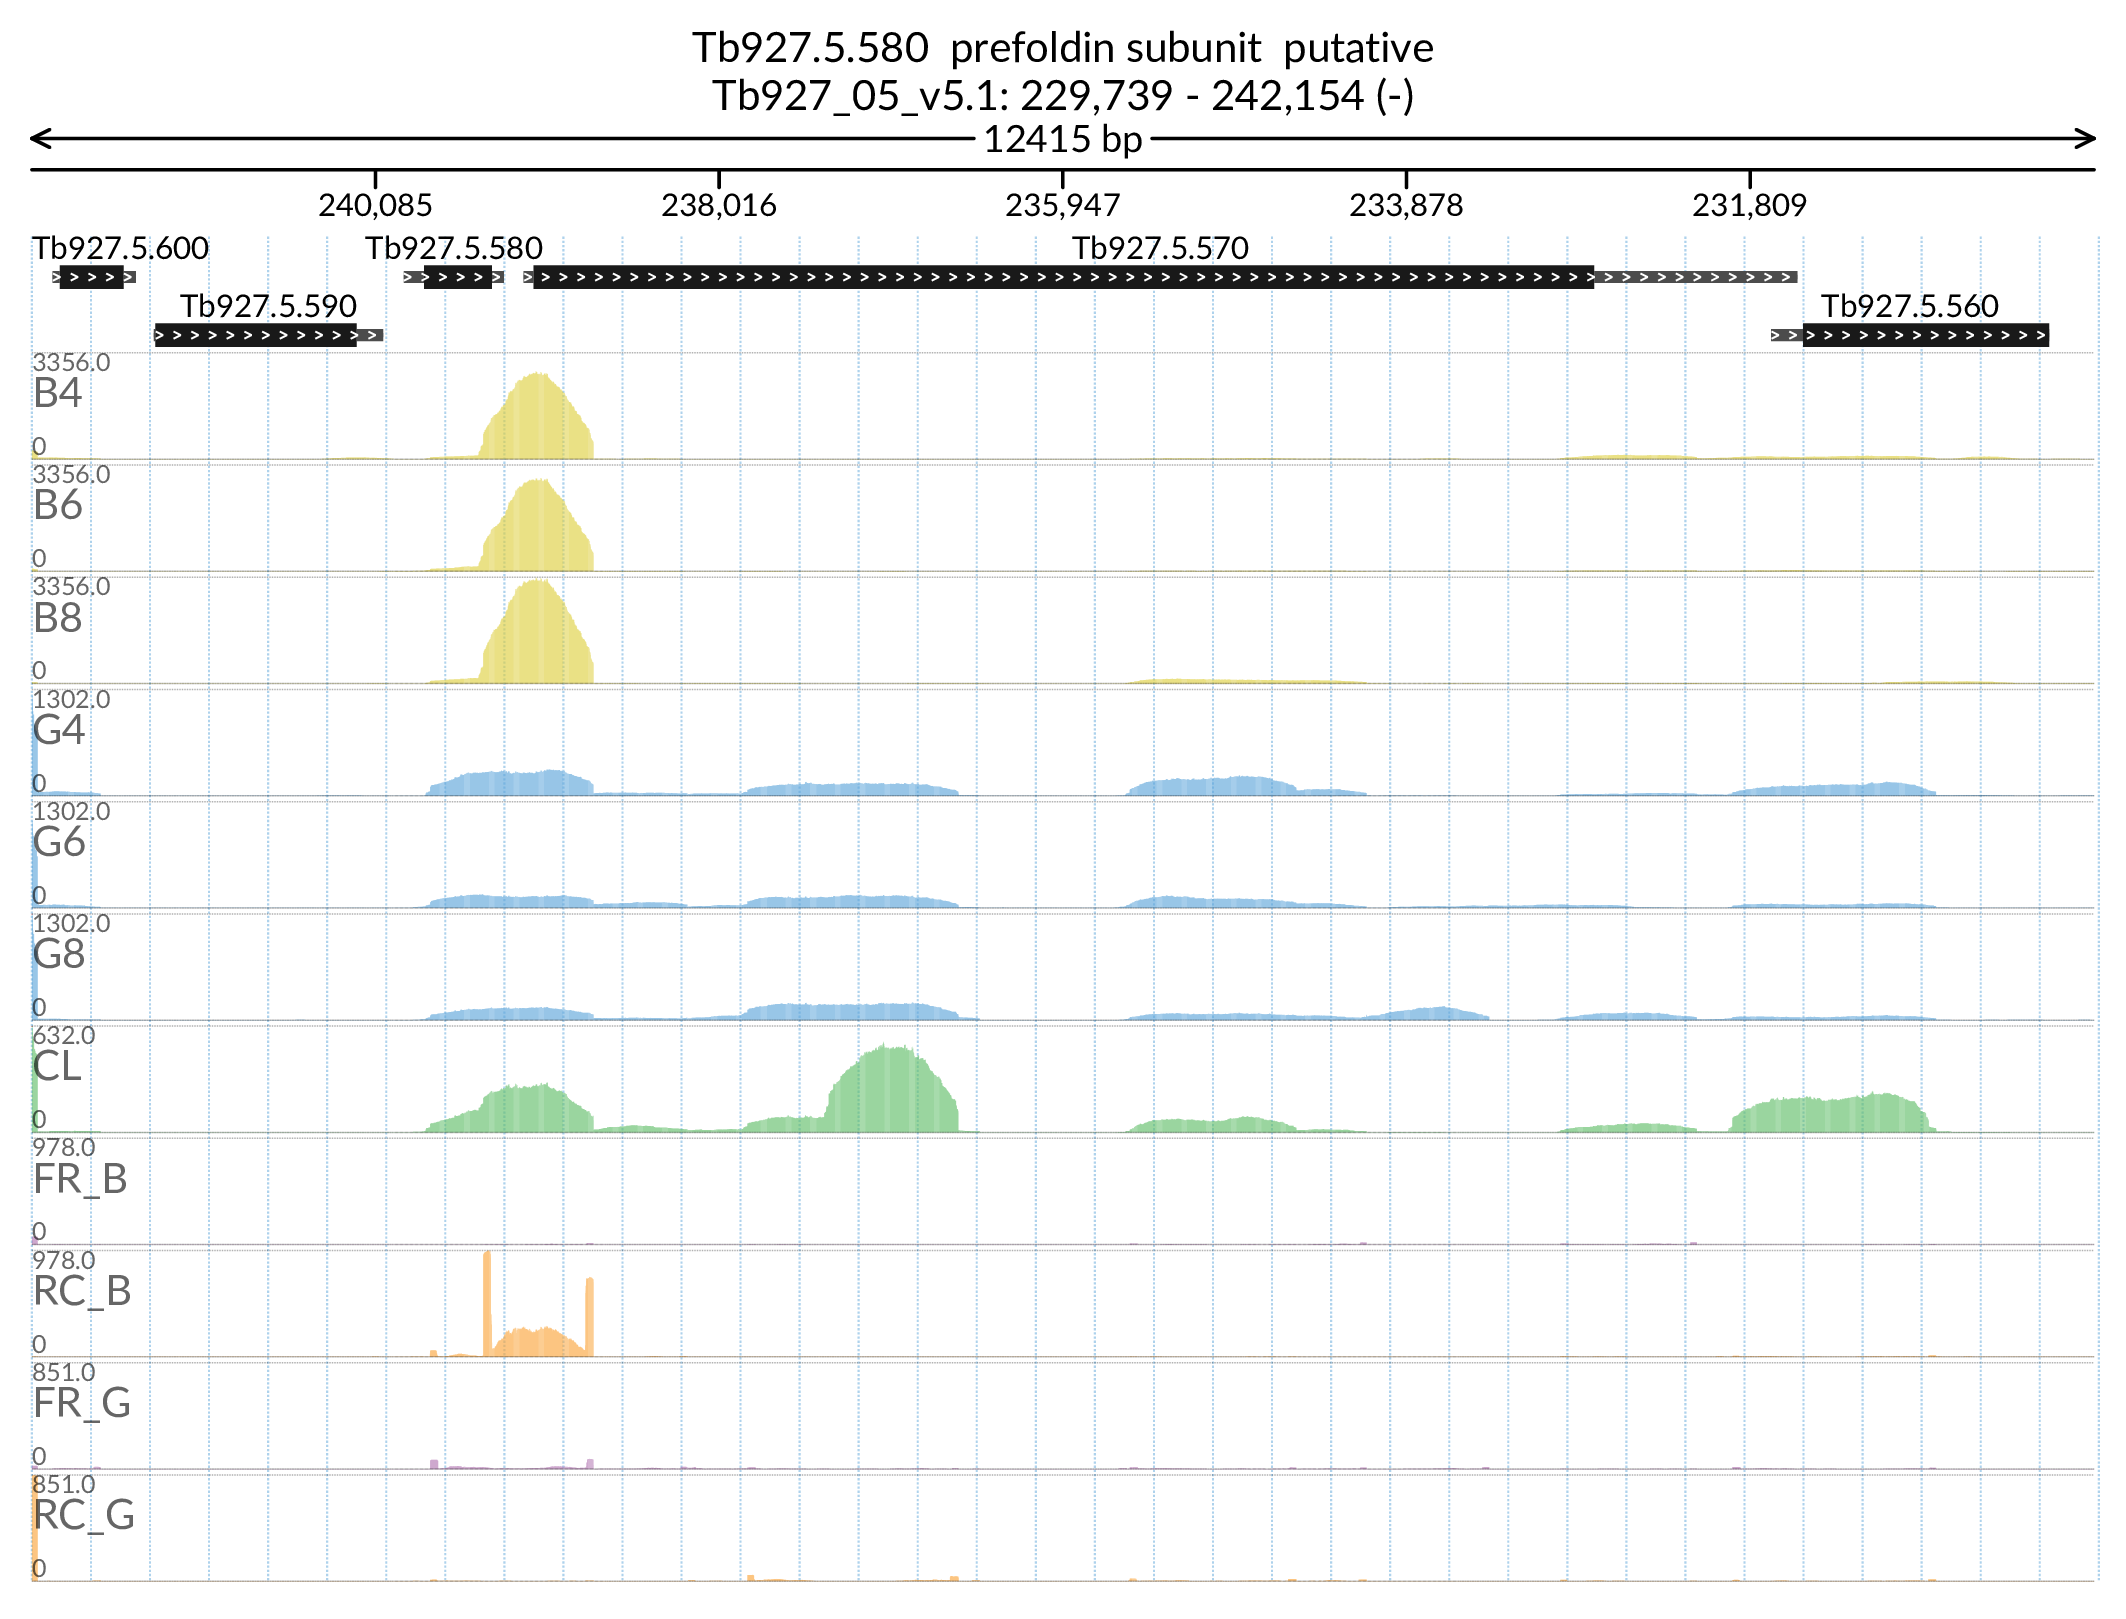 Tb927.5.580  prefoldin subunit  putative
Tb927_05_v5.1: 229,739 - 242,154 (-)
12415 bp
240,085 238,016 235,947 233,878 231,809
Tb927.5.600 Tb927.5.580 Tb927.5.570
Tb927.5.590 Tb927.5.560
3356.0
B4
0
3356.0
B6
0
3356.0
B8
0
1302.0
G4
0
1302.0
G6
0
1302.0
G8
0
632.0
CL
0
978.0
FR_B
0
978.0
RC_B
0
851.0
FR_G
0
851.0
RC_G
0